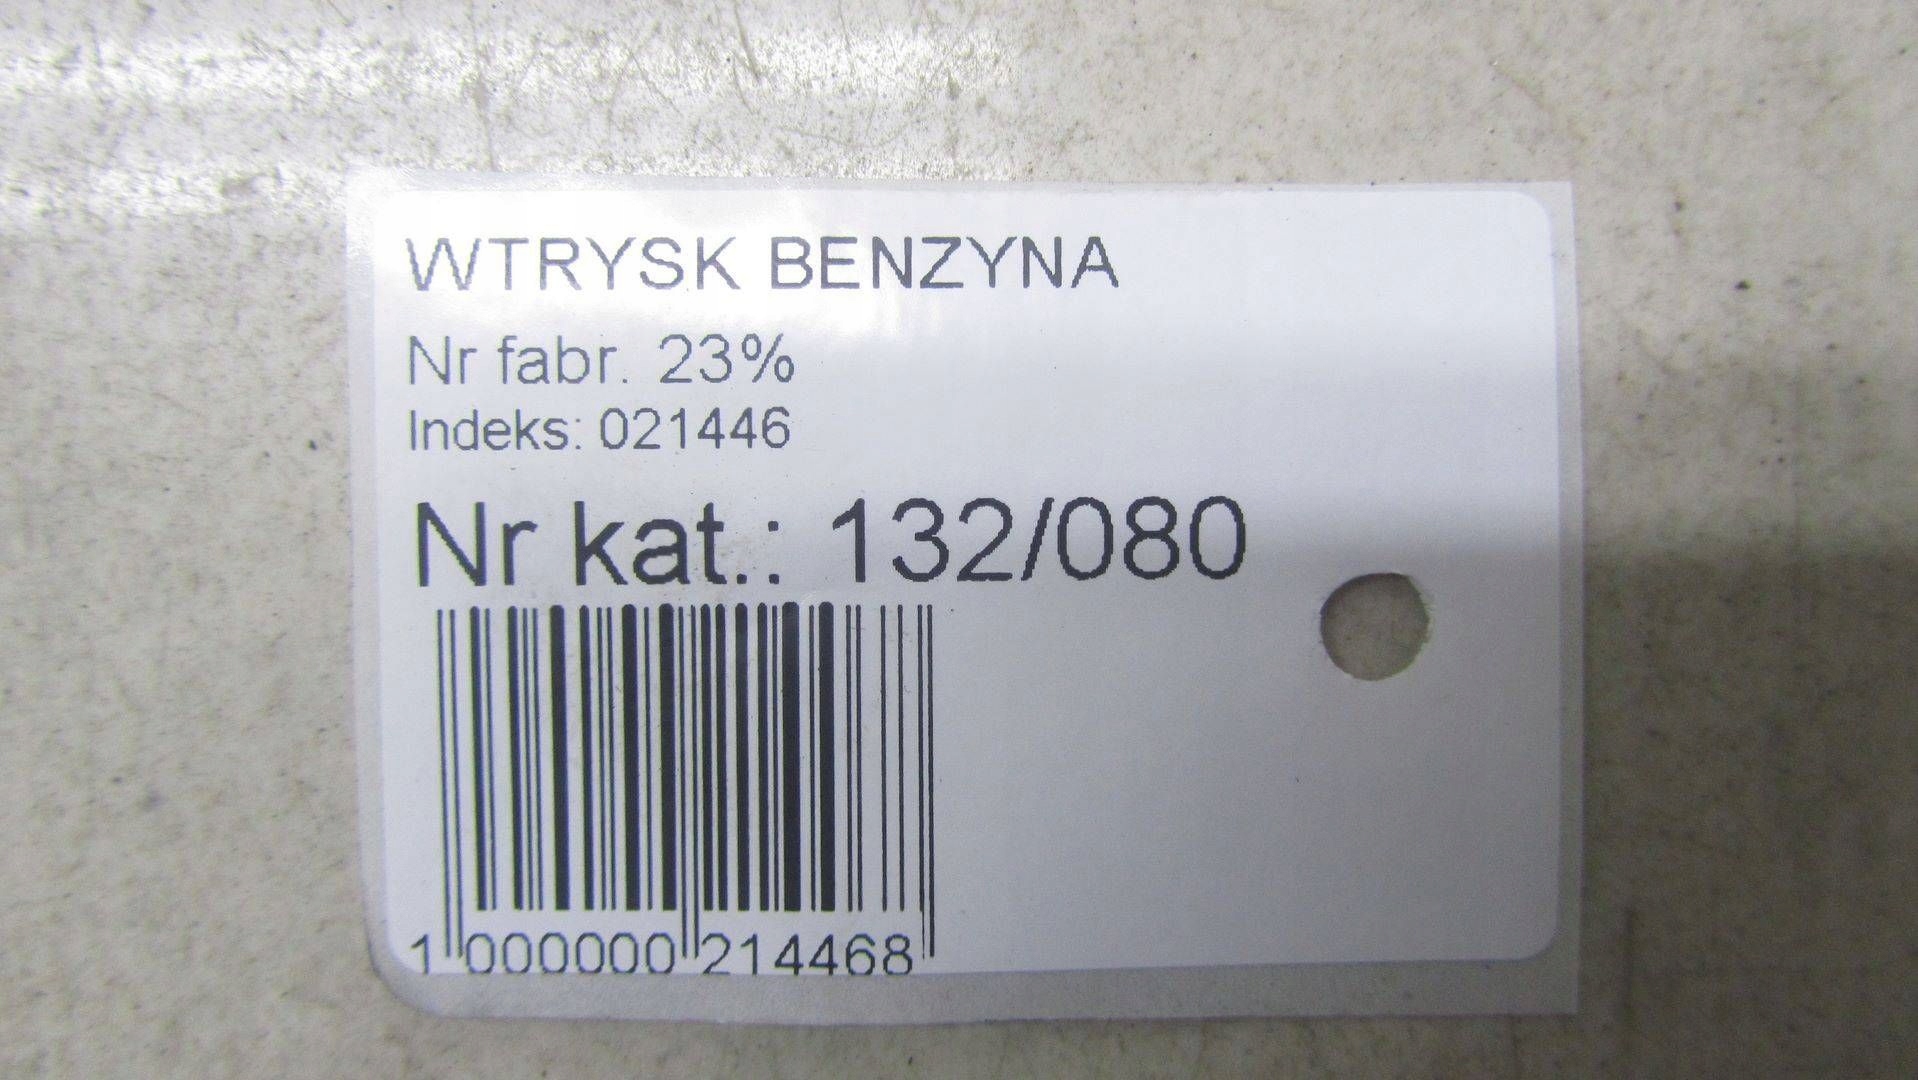 WTRYSK BENZYNA
Nr fabr. 23%
Indeks: 021446
Nr kat.: 132/080
1 000000 214468